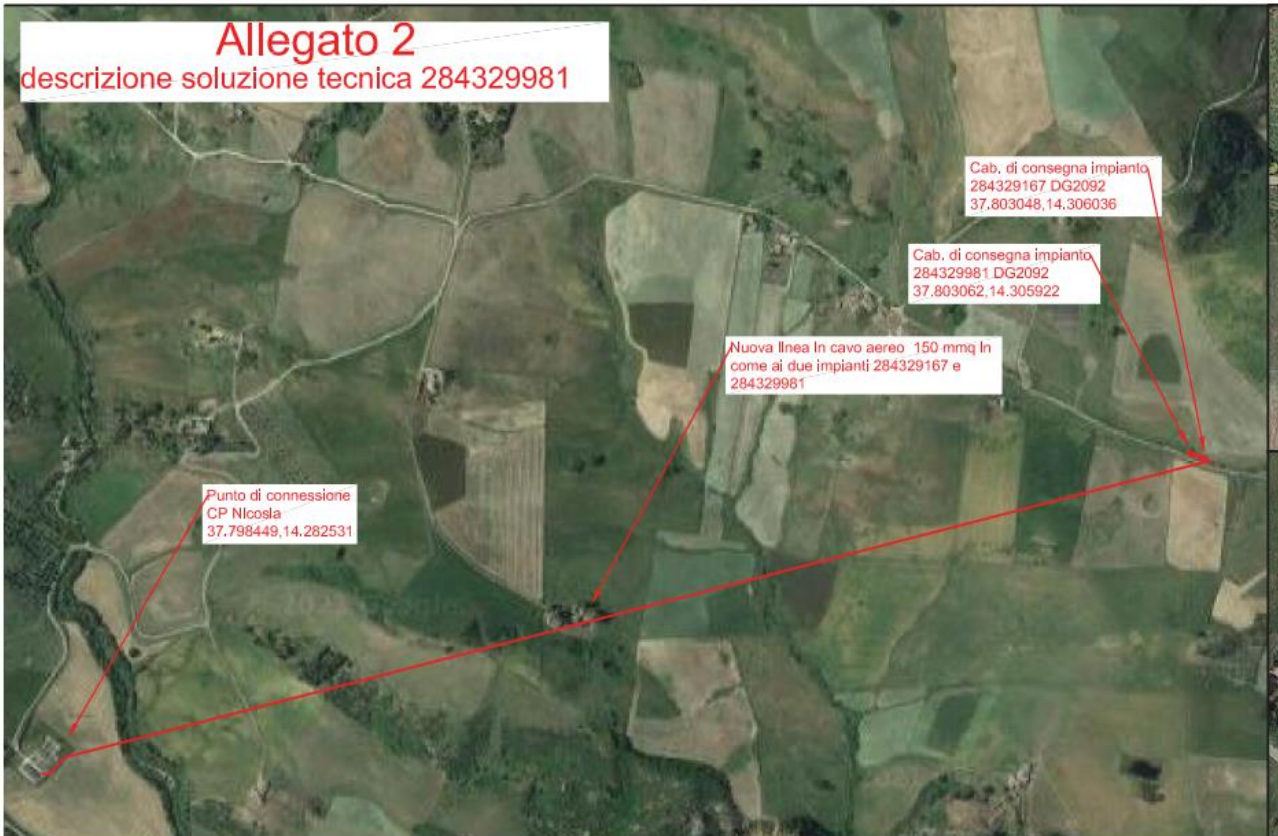 Allegato 2
descrizione soluzione tecnica 284329981
Cab. di consegna impianto
284329167 DG2092
37.803048,14.306036
Cab. di consegna impianto
284329981 DG2092
37.803062,14.305922
Nuova linea in cavo aereo 150 mmq in
come ai due impianti 284329167 e
284329981
Punto di connessione
CP Nicosia
37.798449,14.282531